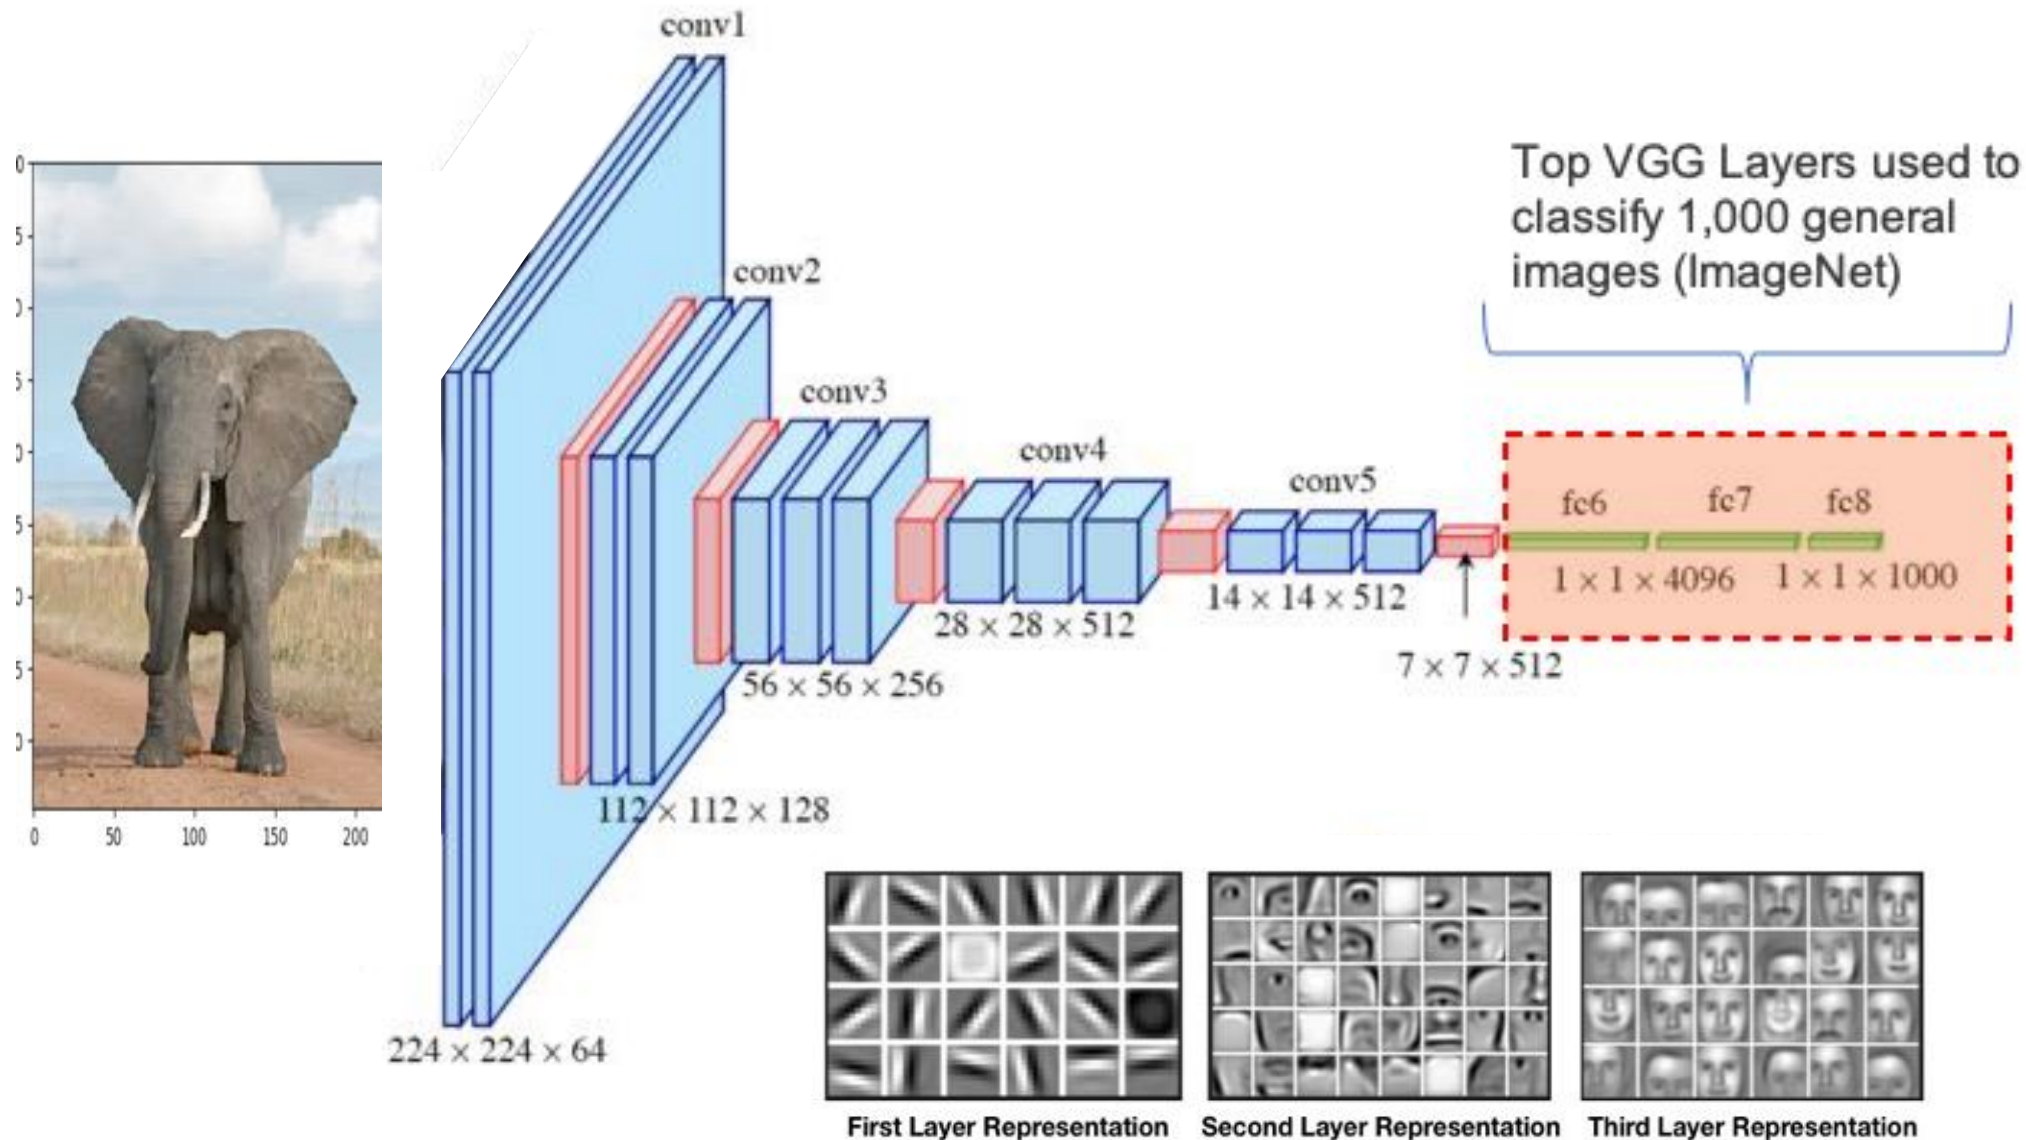 conv1
conv2
conv3
conv4
conv5
Top VGG Layers used to
classify 1,000 general
images (ImageNet)
fc6
fc7
fc8
1 × 1 × 4096
1 × 1 × 1000
7 × 7 × 512
14 × 14 × 512
28 × 28 × 512
56 × 56 × 256
112 × 112 × 128
224 × 224 × 64
0
50
100
150
200
First Layer Representation
Second Layer Representation
Third Layer Representation